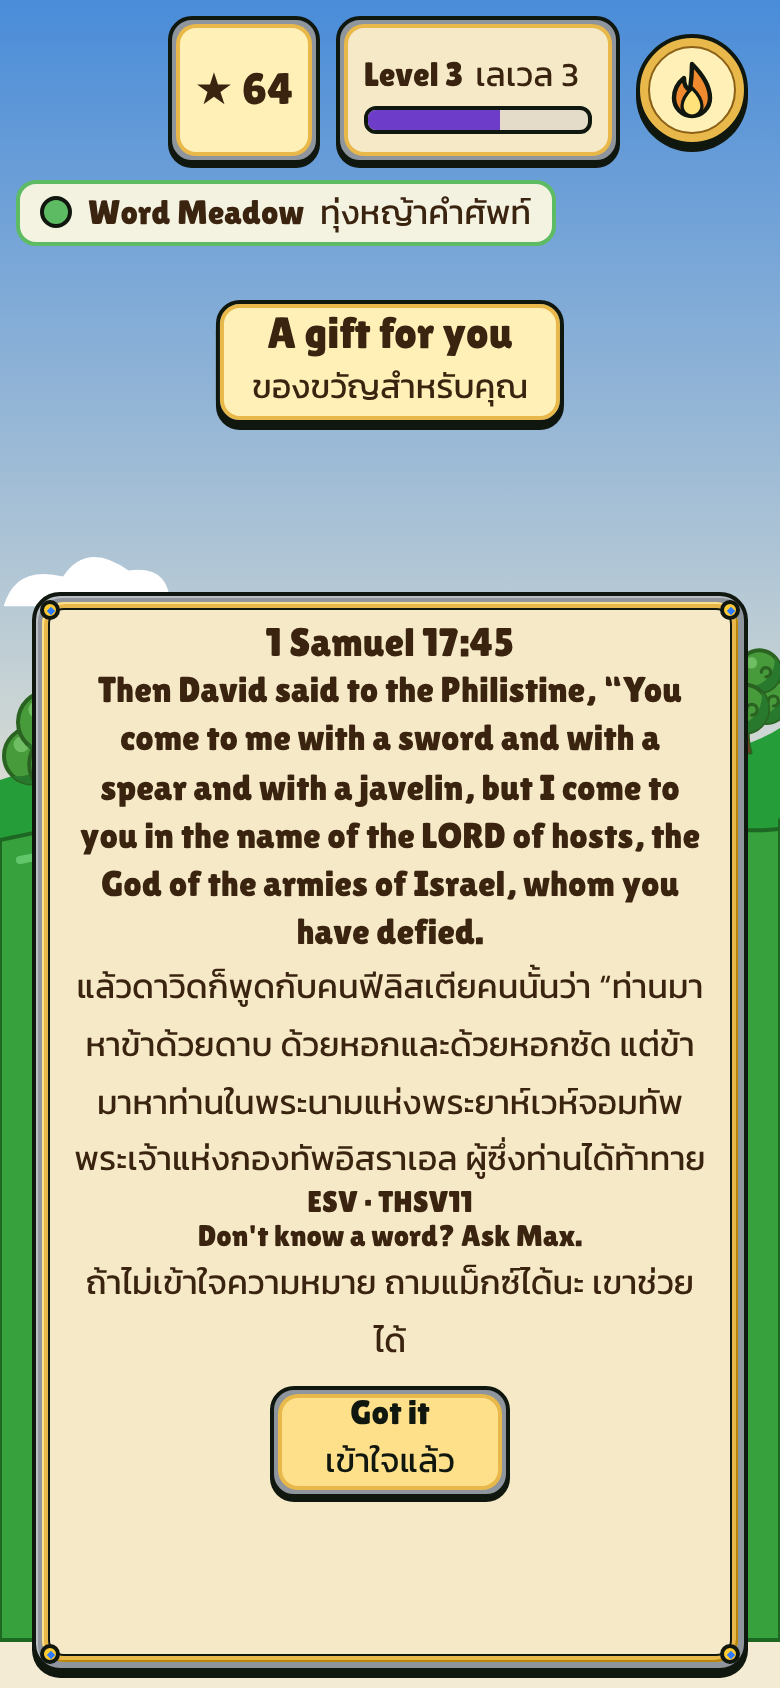 ★ 64
Level 3 เลเวล 3
Word Meadow ทุ่งหญ้าคำศัพท์
A gift for you
ของขวัญสำหรับคุณ
1 Samuel 17:45
Then David said to the Philistine, “You
come to me with a sword and with a
spear and with a javelin, but I come to
you in the name of the LORD of hosts, the
God of the armies of Israel, whom you
have defied.
แล้วดาวิดก็พูดกับคนฟีลิสเตียคนนั้นว่า “ท่านมา
หาข้าด้วยดาบ ด้วยหอกและด้วยหอกซัด แต่ข้า
มาหาท่านในพระนามแห่งพระยาห์เวห์จอมทัพ
พระเจ้าแห่งกองทัพอิสราเอล ผู้ซึ่งท่านได้ท้าทาย
ESV · THSV11
Don't know a word? Ask Max.
ถ้าไม่เข้าใจความหมาย ถามแม็กซ์ได้นะ เขาช่วย
ได้
Got it
เข้าใจแล้ว